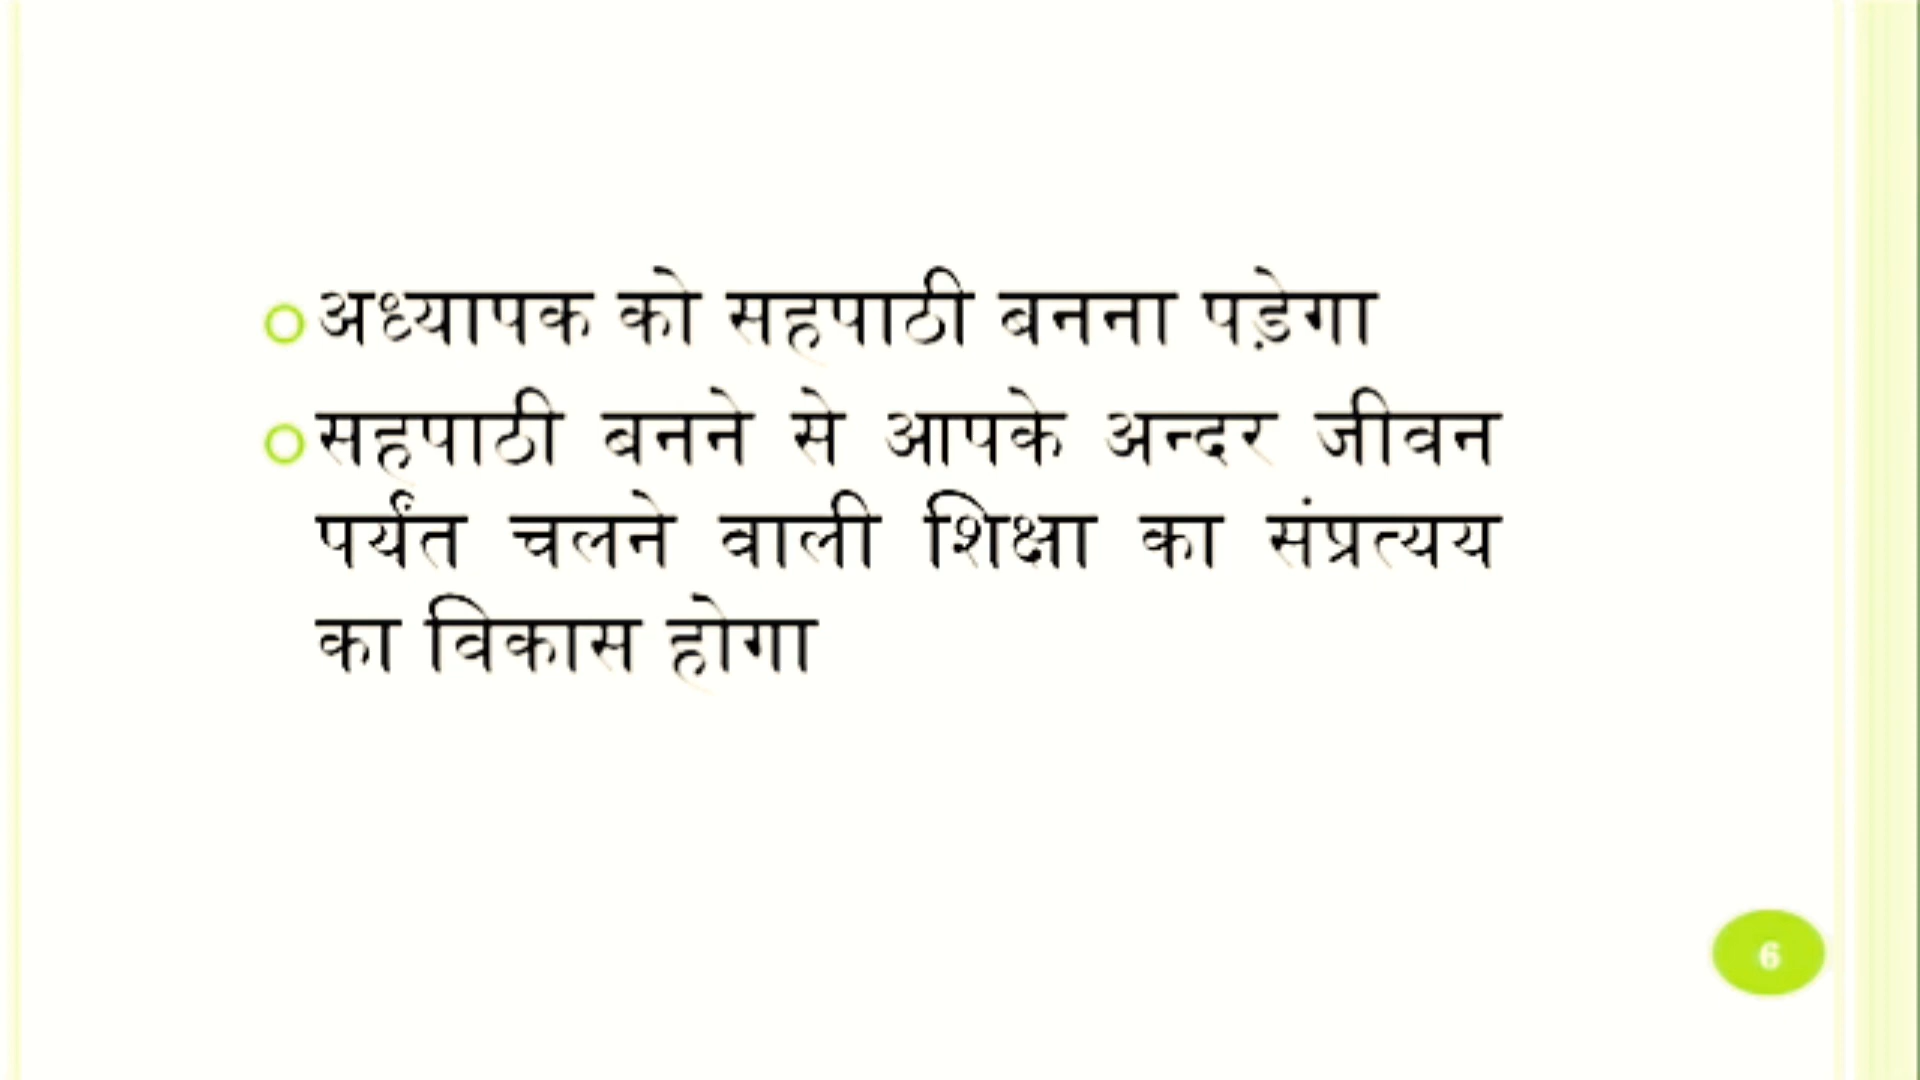 अध्यापक को सहपाठी बनना पड़ेगा
सहपाठी बनने से आपके अन्दर जीवन
पर्यंत चलने वाली शिक्षा का संप्रत्यय
का विकास होगा
6